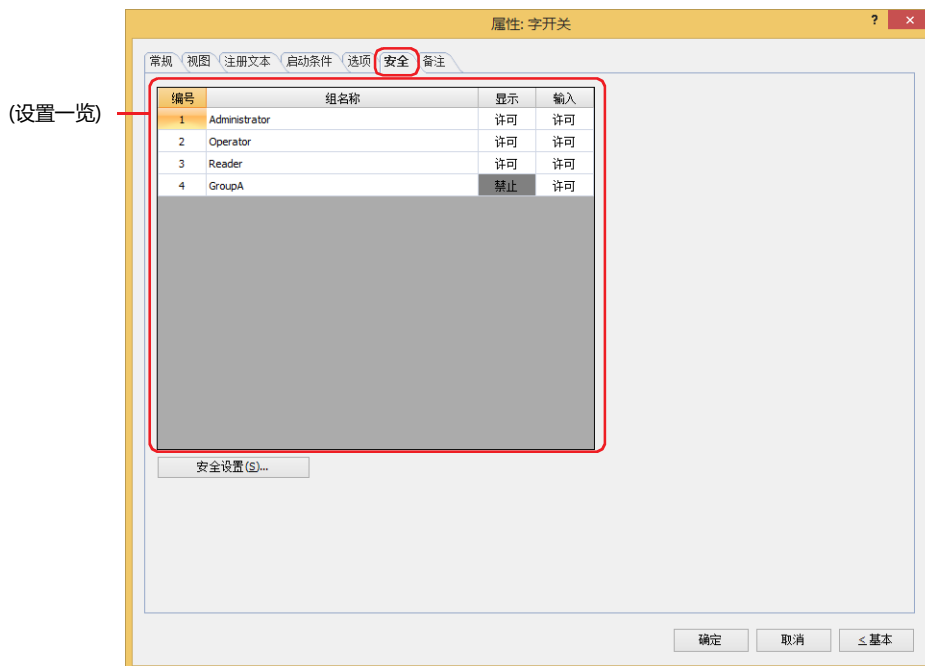 属性: 字开关
?
×
常规 视图 注册文本 启动条件 选项 安全 备注
(设置一览)
编号 组名称 显示 输入
1 Administrator 许可 许可
2 Operator 许可 许可
3 Reader 许可 许可
4 GroupA 禁止 许可
安全设置(S)...
确定 取消 ≤基本